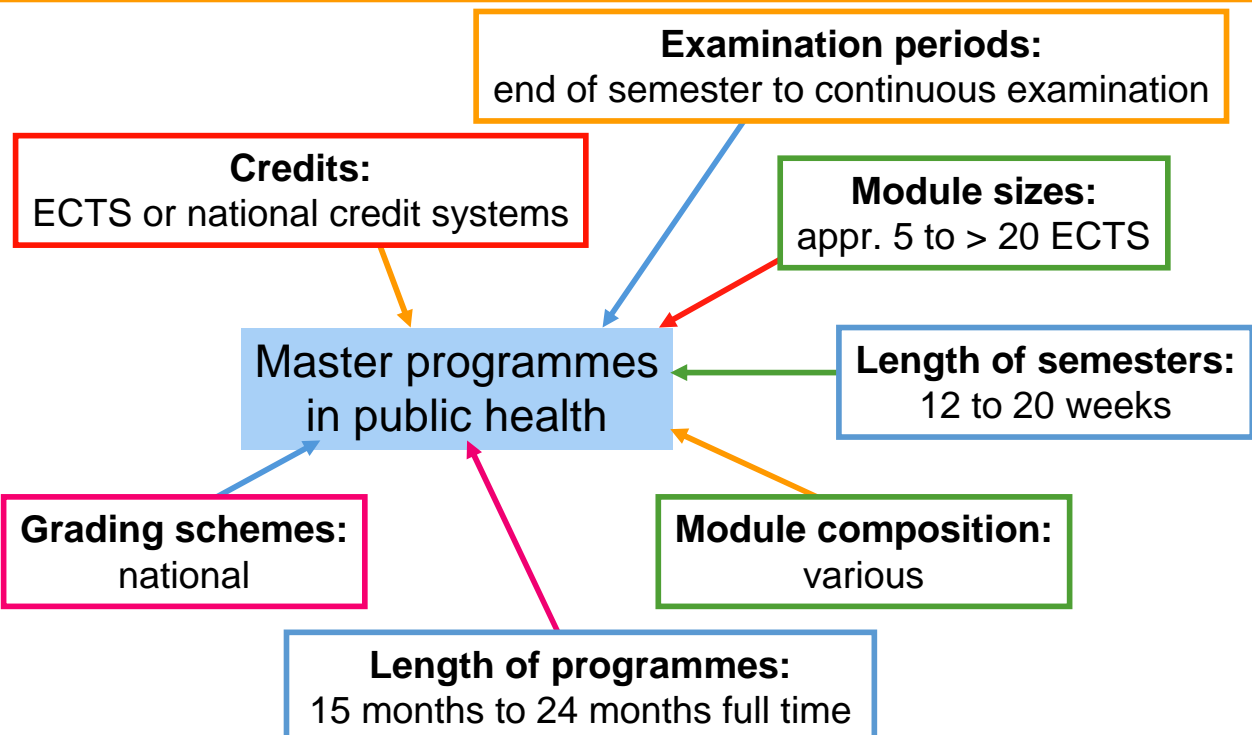 Examination periods:
end of semester to continuous examination
Credits:
ECTS or national credit systems
Module sizes:
appr. 5 to > 20 ECTS
Master programmes
in public health
Length of semesters:
12 to 20 weeks
Grading schemes:
national
Module composition:
various
Length of programmes:
15 months to 24 months full time